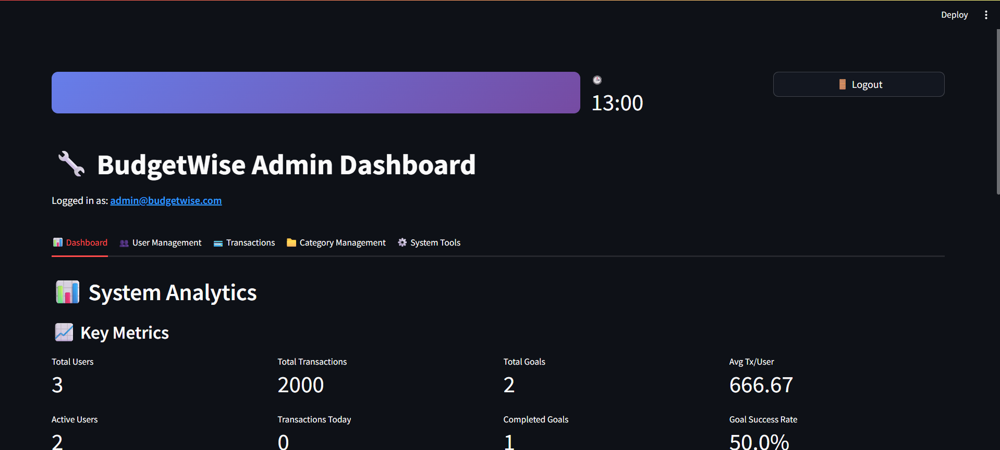 Deploy
13:00
Logout
BudgetWise Admin Dashboard
Logged in as: admin@budgetwise.com
Dashboard User Management Transactions Category Management System Tools
System Analytics
Key Metrics
Total Users Total Transactions Total Goals Avg Tx/User
3 2000 2 666.67
Active Users Transactions Today Completed Goals Goal Success Rate
2 0 1 50.0%